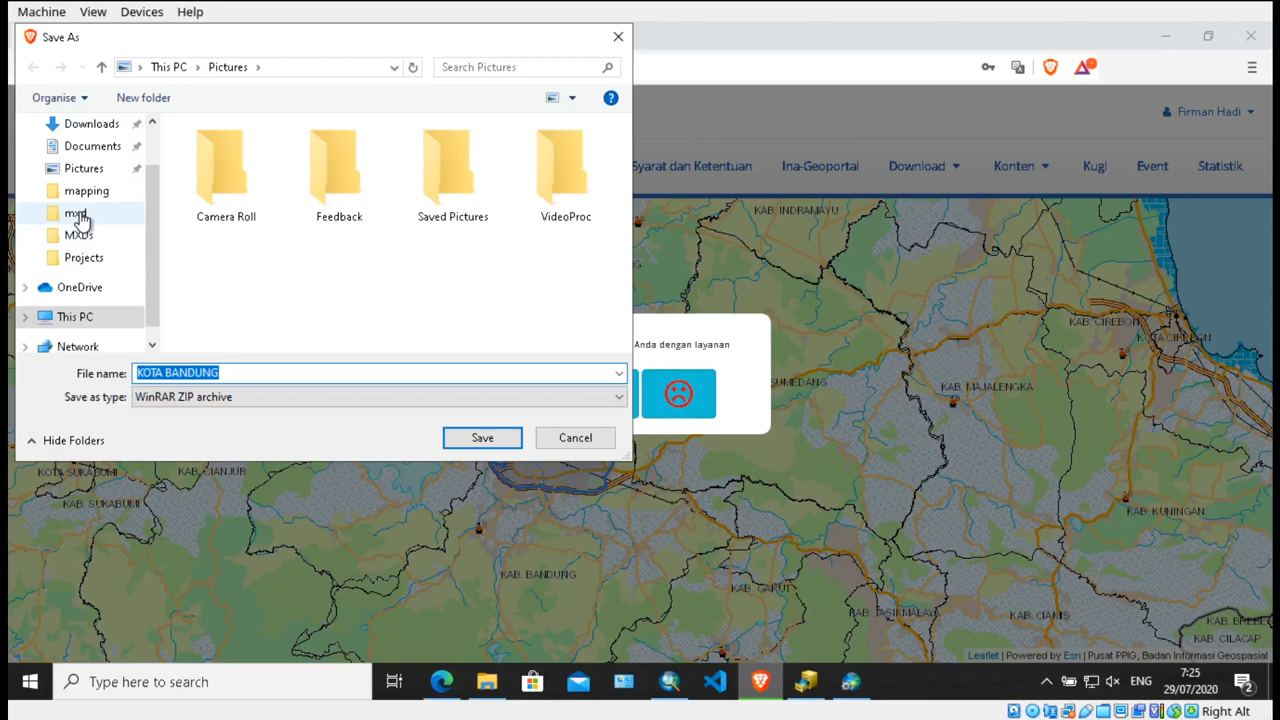 Machine View Devices Help
Save As
This PC Pictures
Search Pictures
Organise New folder
Downloads
Documents
Pictures
mapping
MXDs
Projects
OneDrive
This PC
Network
Camera Roll Feedback Saved Pictures VideoProc
File name: KOTA BANDUNG
Save as type: WinRAR ZIP archive
Hide Folders
Save Cancel
Firman Hadi
Syarat dan Ketentuan Ina-Geoportal Download Konten Kugi Event Statistik
KAB. INDRAMAYU
KAB. CIREBON
KOTA CIREBON
Anda dengan layanan
SUMEDANG
KAB. MAJALENGKA
KOTA SUKABUMI
KAB. CIANJUR
KAB. SUKABUMI
KAB. KUNINGAN
KAB. BANDUNG
KAB. GARUT
KAB. TASIKMALAYA
KAB. CIAMIS
KAB. BREBE
KAB. CILACAP
Leaflet | Powered by Esri | Pusat PPIG, Badan Informasi Geospasial
Type here to search
ENG
7:25
29/07/2020
2
Right Alt